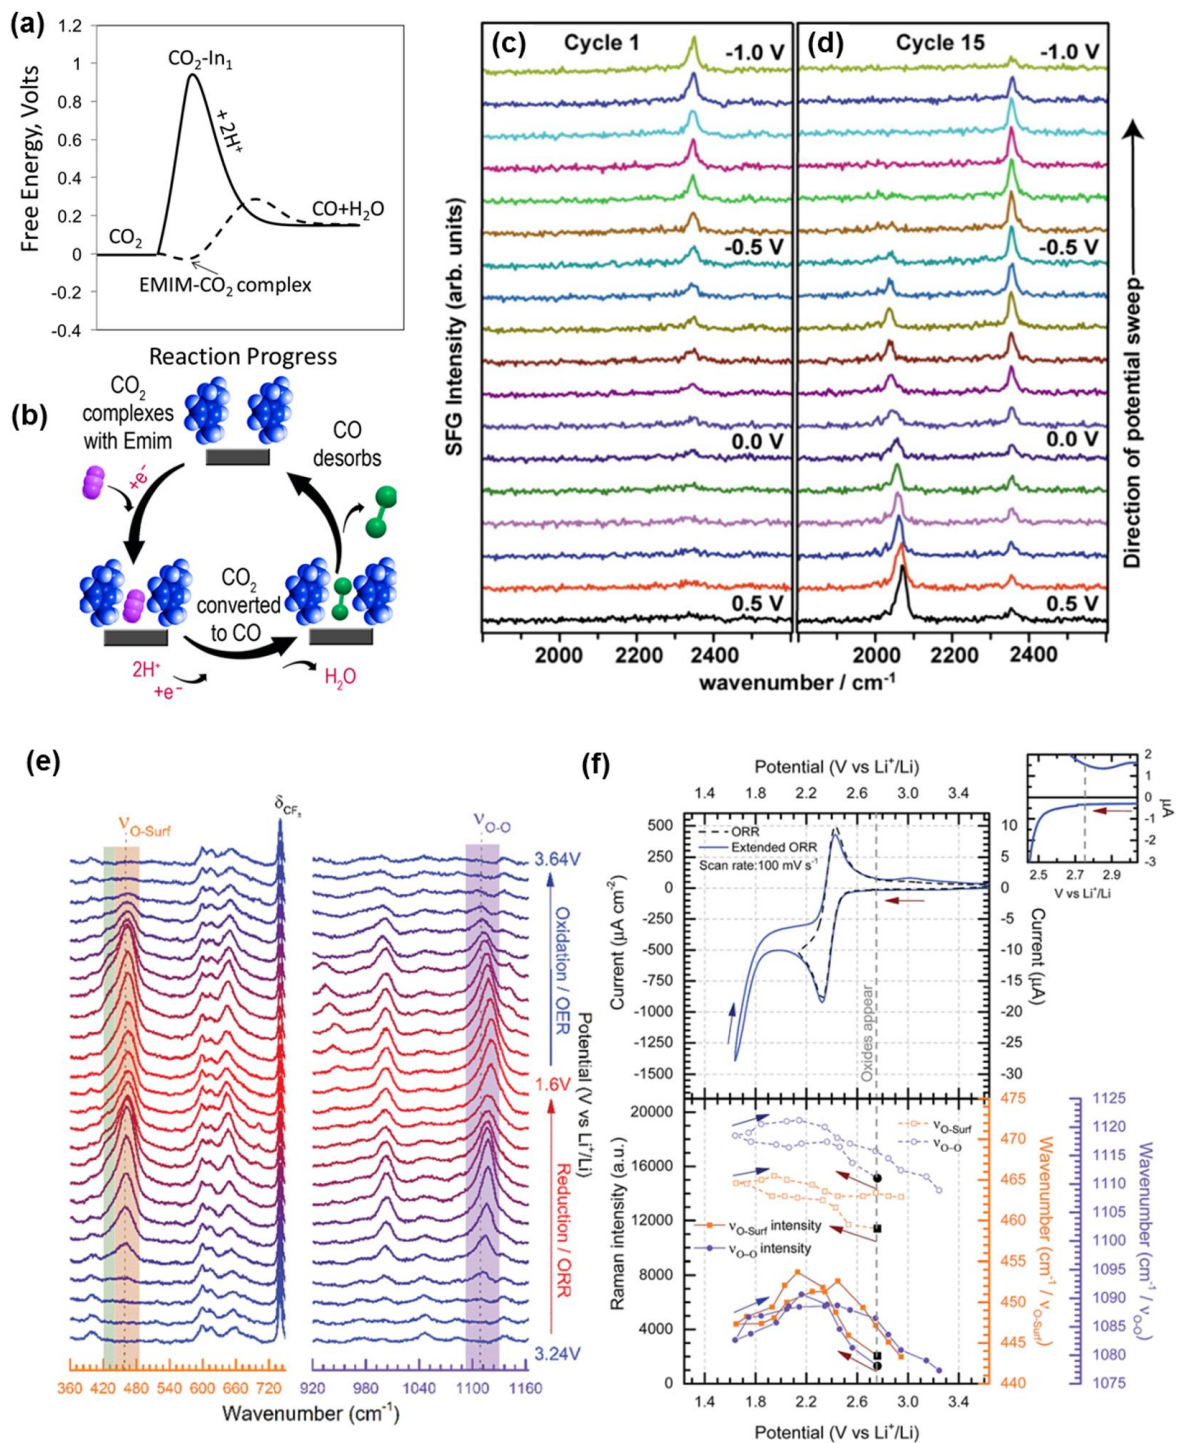 (a)
1.2
1
0.8
0.6
0.4
0.2
0
-0.2
-0.4
Free Energy, Volts
CO₂-In₁
+ 2H⁺
CO₂
CO+H₂O
EMIM-CO₂ complex
Reaction Progress
(b)
CO₂
complexes
with Emim
+e⁻
CO
desorbs
CO₂
converted
to CO
2H⁺
+e⁻
H₂O
(c)
Cycle 1
-1.0 V
-0.5 V
0.0 V
0.5 V
(d)
Cycle 15
-1.0 V
-0.5 V
0.0 V
0.5 V
SFG Intensity (arb. units)
Direction of potential sweep
2000 2200 2400
2000 2200 2400
wavenumber / cm⁻¹
(e)
ν O-Surf
δ CF₃
ν O-O
3.64V
Oxidation / OER
1.6V
Reduction / ORR
3.24V
Potential (V vs Li⁺/Li)
360 420 480 540 600 660 720
920 980 1040 1100 1160
Wavenumber (cm⁻¹)
(f)
Potential (V vs Li⁺/Li)
1.4 1.8 2.2 2.6 3.0 3.4
ORR
Extended ORR
Scan rate:100 mV s⁻¹
500
250
0
-250
-500
-750
-1000
-1250
-1500
Current (µA cm⁻²)
Oxides appear
10
5
0
-5
-10
-15
-20
-25
-30
Current (µA)
2
1
0
-1
-2
-3
µA
2.5 2.7 2.9
V vs Li⁺/Li
20000
16000
12000
8000
4000
0
Raman intensity (a.u.)
ν O-Surf
ν O-O
ν O-Surf intensity
ν O-O intensity
475
470
465
460
455
450
445
440
Wavenumber (cm⁻¹ / ν O-Surf)
1125
1120
1115
1110
1105
1100
1095
1090
1085
1080
1075
Wavenumber (cm⁻¹ / ν O-O)
1.4 1.8 2.2 2.6 3.0 3.4
Potential (V vs Li⁺/Li)